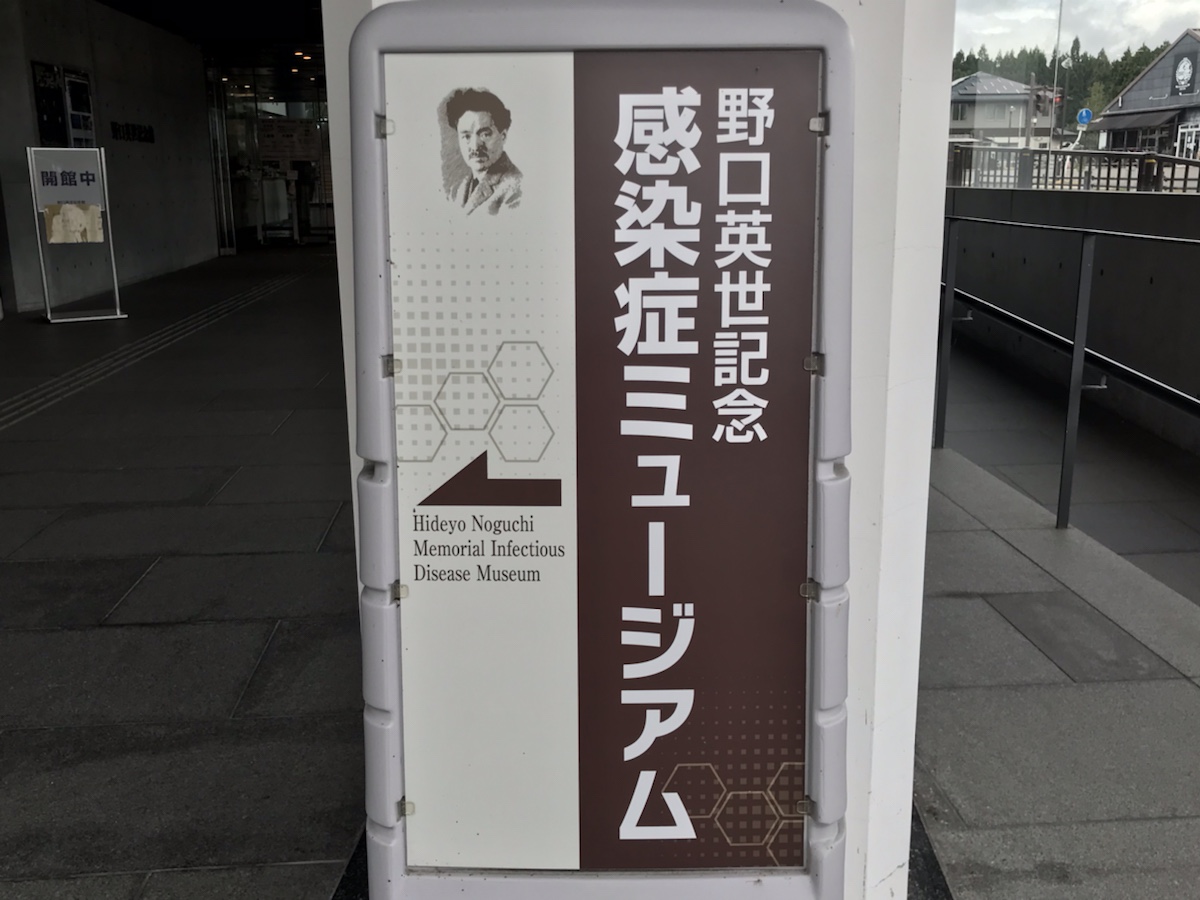 野口英世記念
感染症ミュージアム
Hideyo Noguchi
Memorial Infectious
Disease Museum
開館中